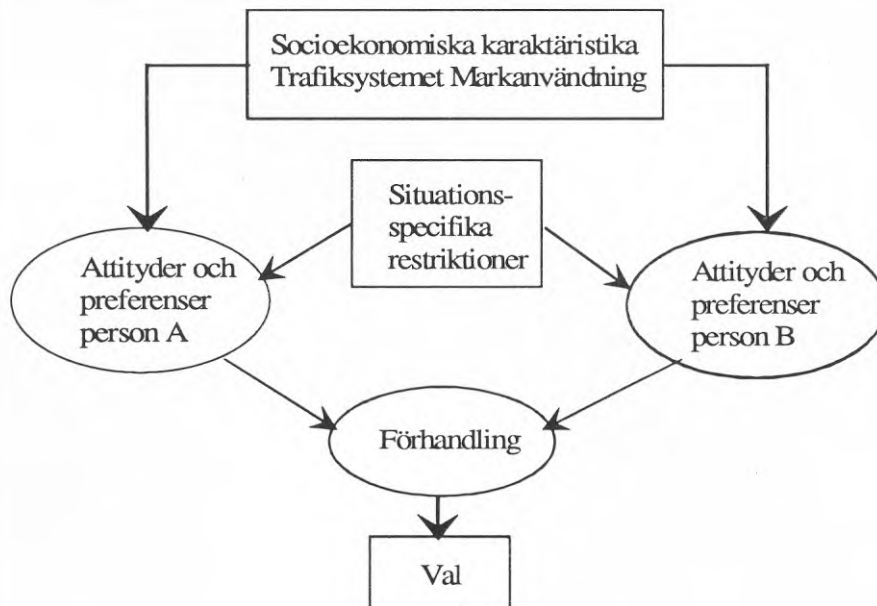 Socioekonomiska karaktäristika
Trafiksystemet Markanvändning
Situations-
specifika
restriktioner
Attityder och
preferenser
person A
Attityder och
preferenser
person B
Förhandling
Val